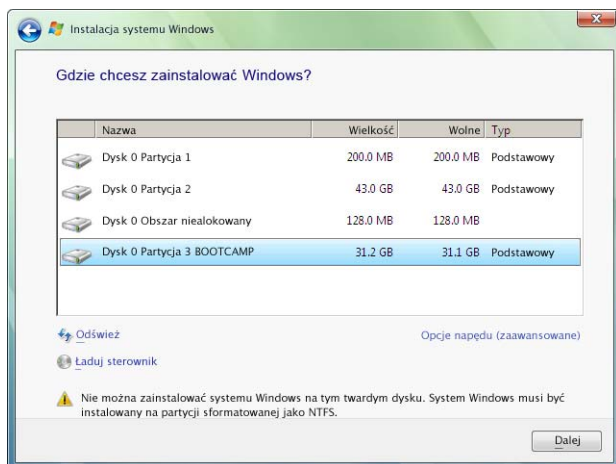 Instalacja systemu Windows
Gdzie chcesz zainstalować Windows?
Nazwa Wielkość Wolne Typ
Dysk 0 Partycja 1 200.0 MB 200.0 MB Podstawowy
Dysk 0 Partycja 2 43.0 GB 43.0 GB Podstawowy
Dysk 0 Obszar niealokowany 128.0 MB 128.0 MB
Dysk 0 Partycja 3 BOOTCAMP 31.2 GB 31.1 GB Podstawowy
Odśwież Opcje napędu (zaawansowane)
Ładuj sterownik
Nie można zainstalować systemu Windows na tym twardym dysku. System Windows musi być
instalowany na partycji sformatowanej jako NTFS.
Dalej